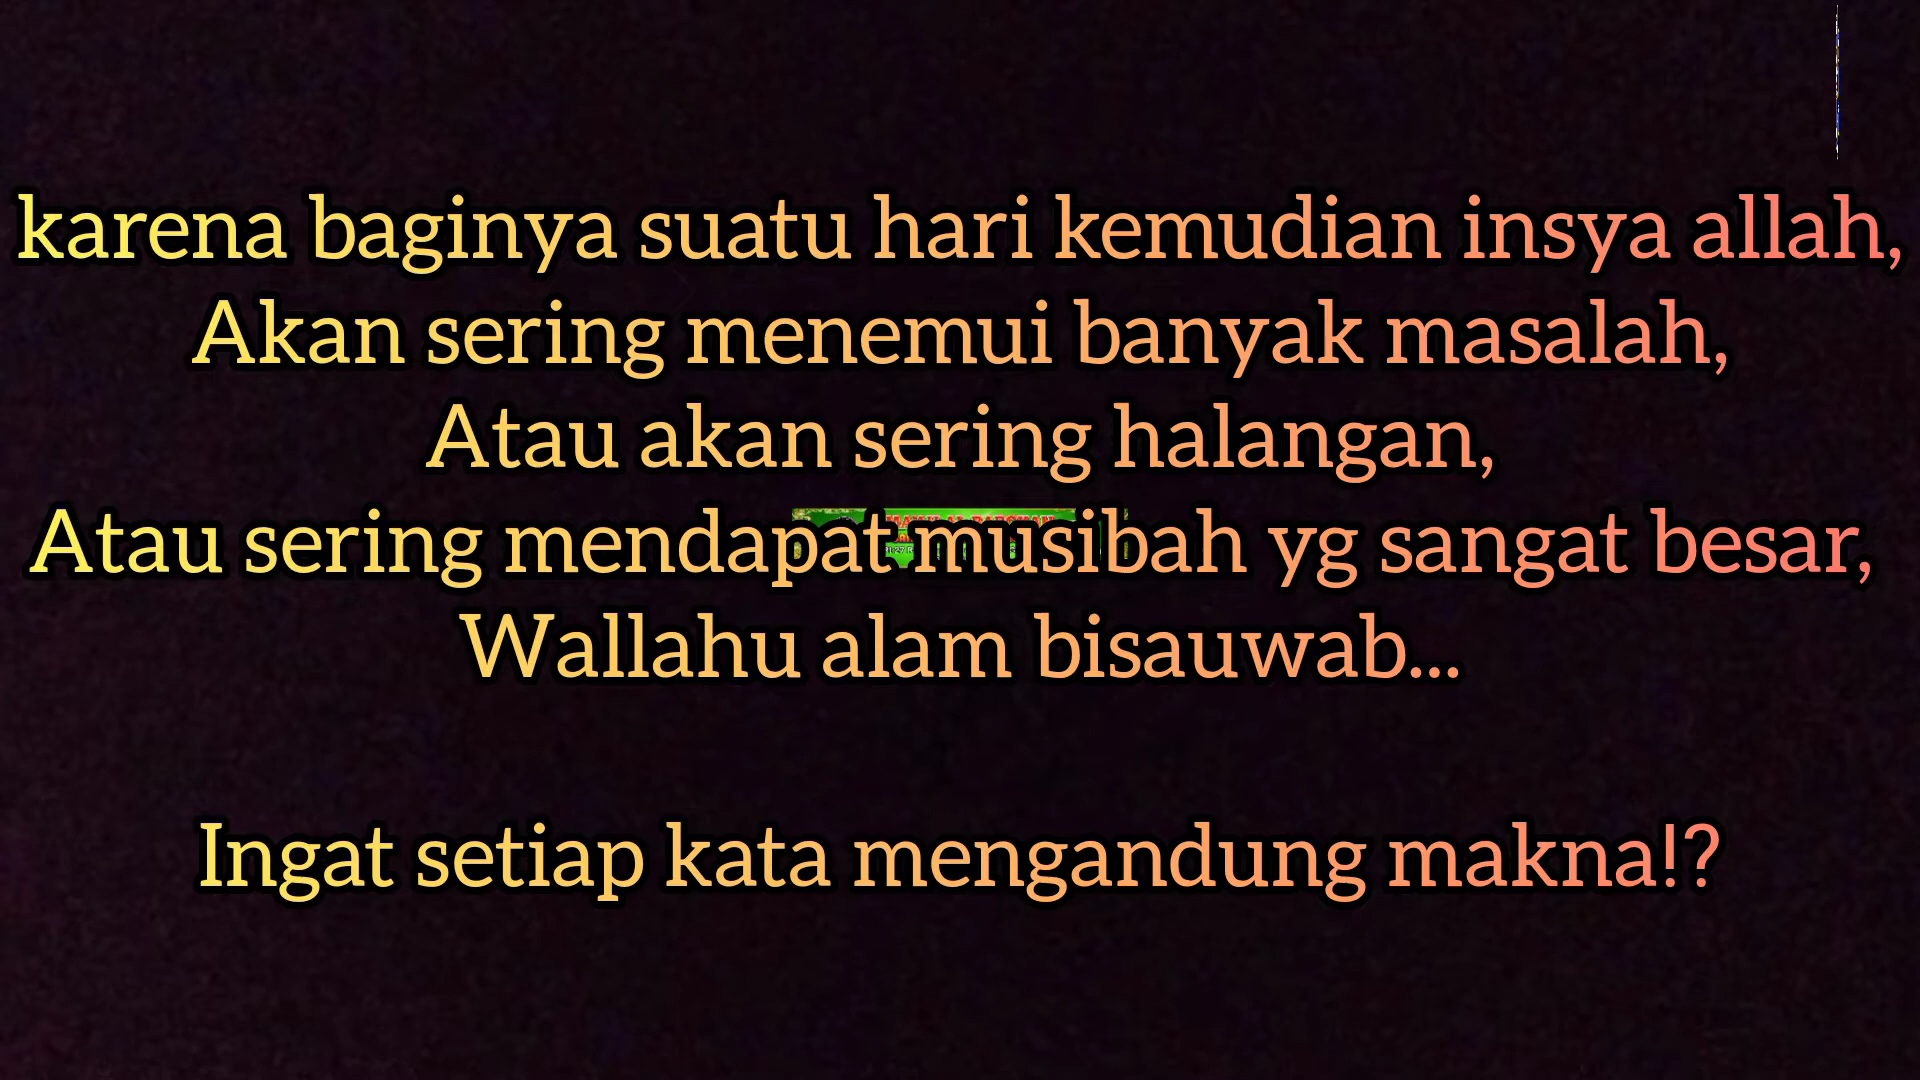 karena baginya suatu hari kemudian insya allah,
Akan sering menemui banyak masalah,
Atau akan sering halangan,
Atau sering mendapat musibah yg sangat besar,
Wallahu alam bisauwab...
Ingat setiap kata mengandung makna!?